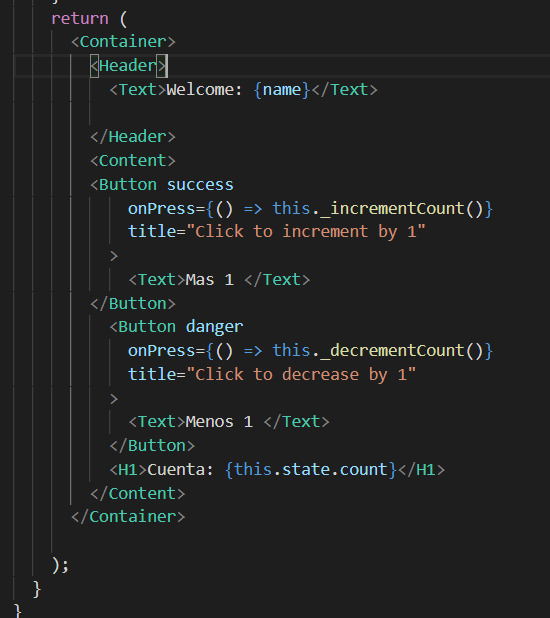 return (
<Container>
<Header>
<Text>Welcome: {name}</Text>
</Header>
<Content>
<Button success
onPress={() => this._incrementCount()}
title="Click to increment by 1"
>
<Text>Mas 1 </Text>
</Button>
<Button danger
onPress={() => this._decrementCount()}
title="Click to decrease by 1"
>
<Text>Menos 1 </Text>
</Button>
<H1>Cuenta: {this.state.count}</H1>
</Content>
</Container>
);
}
}